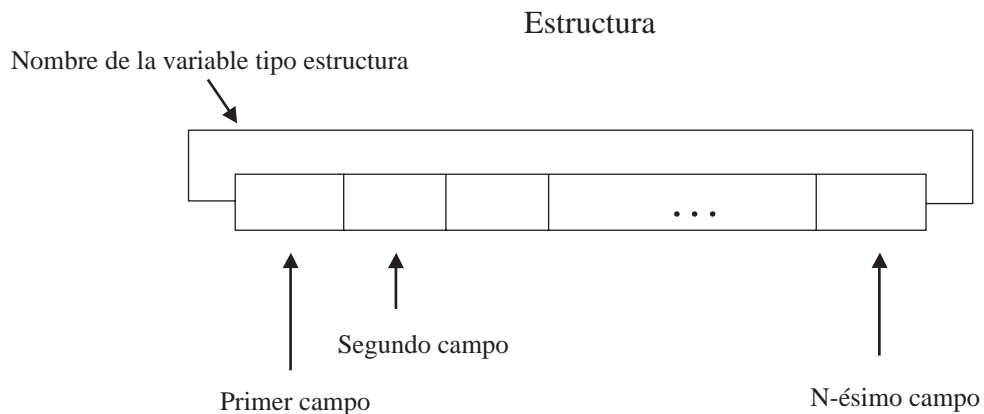 Estructura
Nombre de la variable tipo estructura
...
Segundo campo
Primer campo
N-ésimo campo